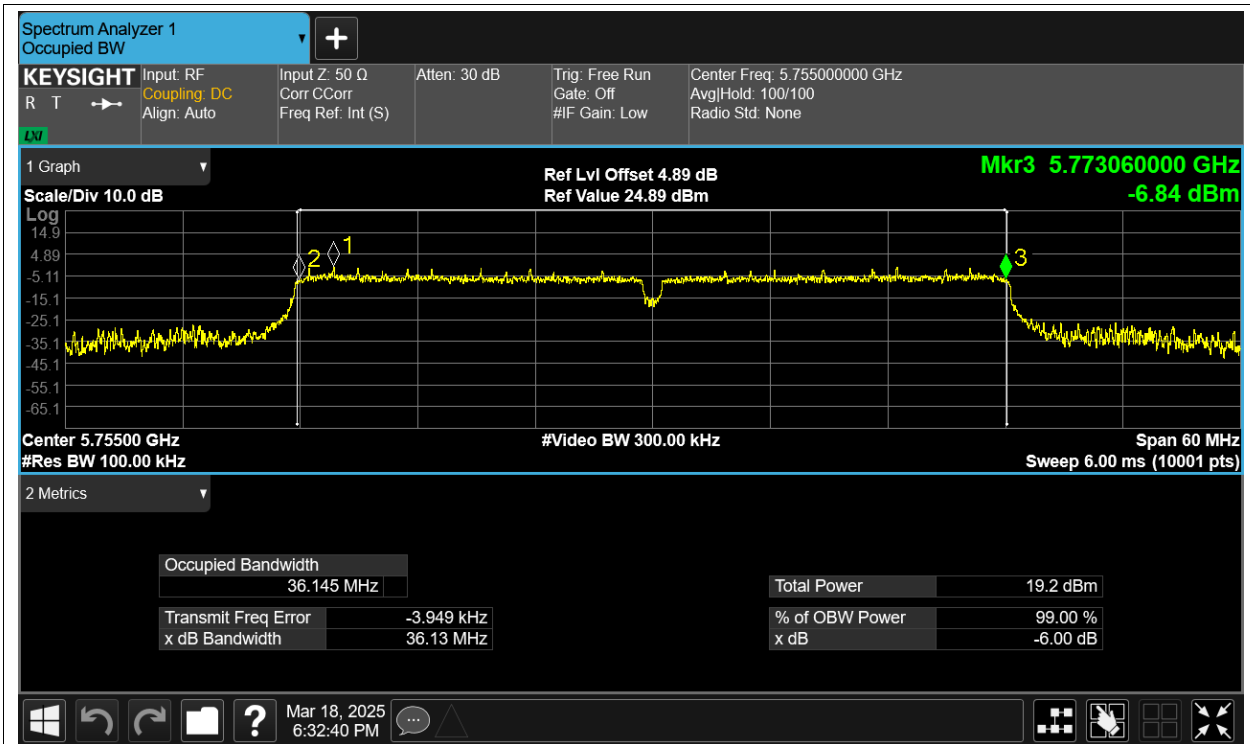 Spectrum Analyzer 1
Occupied BW
KEYSIGHT
R T
LXI
Input: RF
Coupling: DC
Align: Auto
Input Z: 50 Ω
Corr CCorr
Freq Ref: Int (S)
Atten: 30 dB
Trig: Free Run
Gate: Off
#IF Gain: Low
Center Freq: 5.755000000 GHz
Avg|Hold: 100/100
Radio Std: None
1 Graph
Scale/Div 10.0 dB
Ref Lvl Offset 4.89 dB
Ref Value 24.89 dBm
Mkr3 5.773060000 GHz
-6.84 dBm
Log
14.9
4.89
-5.11
-15.1
-25.1
-35.1
-45.1
-55.1
-65.1
2
1
3
Center 5.75500 GHz
#Res BW 100.00 kHz
#Video BW 300.00 kHz
Span 60 MHz
Sweep 6.00 ms (10001 pts)
2 Metrics
Occupied Bandwidth
36.145 MHz
Transmit Freq Error -3.949 kHz
x dB Bandwidth 36.13 MHz
Total Power 19.2 dBm
% of OBW Power 99.00 %
x dB -6.00 dB
Mar 18, 2025
6:32:40 PM